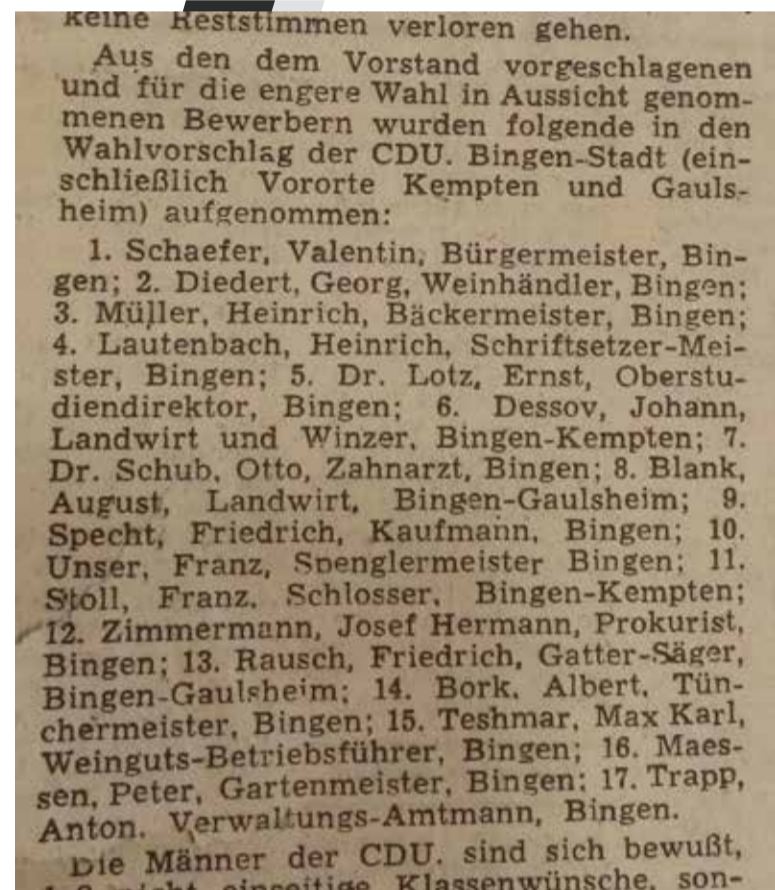 keine Reststimmen verloren gehen.
Aus den dem Vorstand vorgeschlagenen
und für die engere Wahl in Aussicht genom-
menen Bewerbern wurden folgende in den
Wahlvorschlag der CDU. Bingen-Stadt (ein-
schließlich Vororte Kempten und Gauls-
heim) aufgenommen:
1. Schaefer, Valentin, Bürgermeister, Bin-
gen; 2. Diedert, Georg, Weinhändler, Bingen;
3. Müller, Heinrich, Bäckermeister, Bingen;
4. Lautenbach, Heinrich, Schriftsetzer-Mei-
ster, Bingen; 5. Dr. Lotz, Ernst, Oberstu-
diendirektor, Bingen; 6. Dessov, Johann,
Landwirt und Winzer, Bingen-Kempten; 7.
Dr. Schub, Otto, Zahnarzt, Bingen; 8. Blank,
August, Landwirt, Bingen-Gaulsheim; 9.
Specht, Friedrich, Kaufmann, Bingen; 10.
Unser, Franz, Spenglermeister Bingen; 11.
Stoll, Franz, Schlosser, Bingen-Kempten;
12. Zimmermann, Josef Hermann, Prokurist,
Bingen; 13. Rausch, Friedrich, Gatter-Säger,
Bingen-Gaulsheim; 14. Bork, Albert, Tün-
chermeister, Bingen; 15. Teshmar, Max Karl,
Weinguts-Betriebsführer, Bingen; 16. Maes-
sen, Peter, Gartenmeister, Bingen; 17. Trapp,
Anton. Verwaltungs-Amtmann, Bingen.
Die Männer der CDU. sind sich bewußt,
nicht einseitige Klassenwünsche, son-